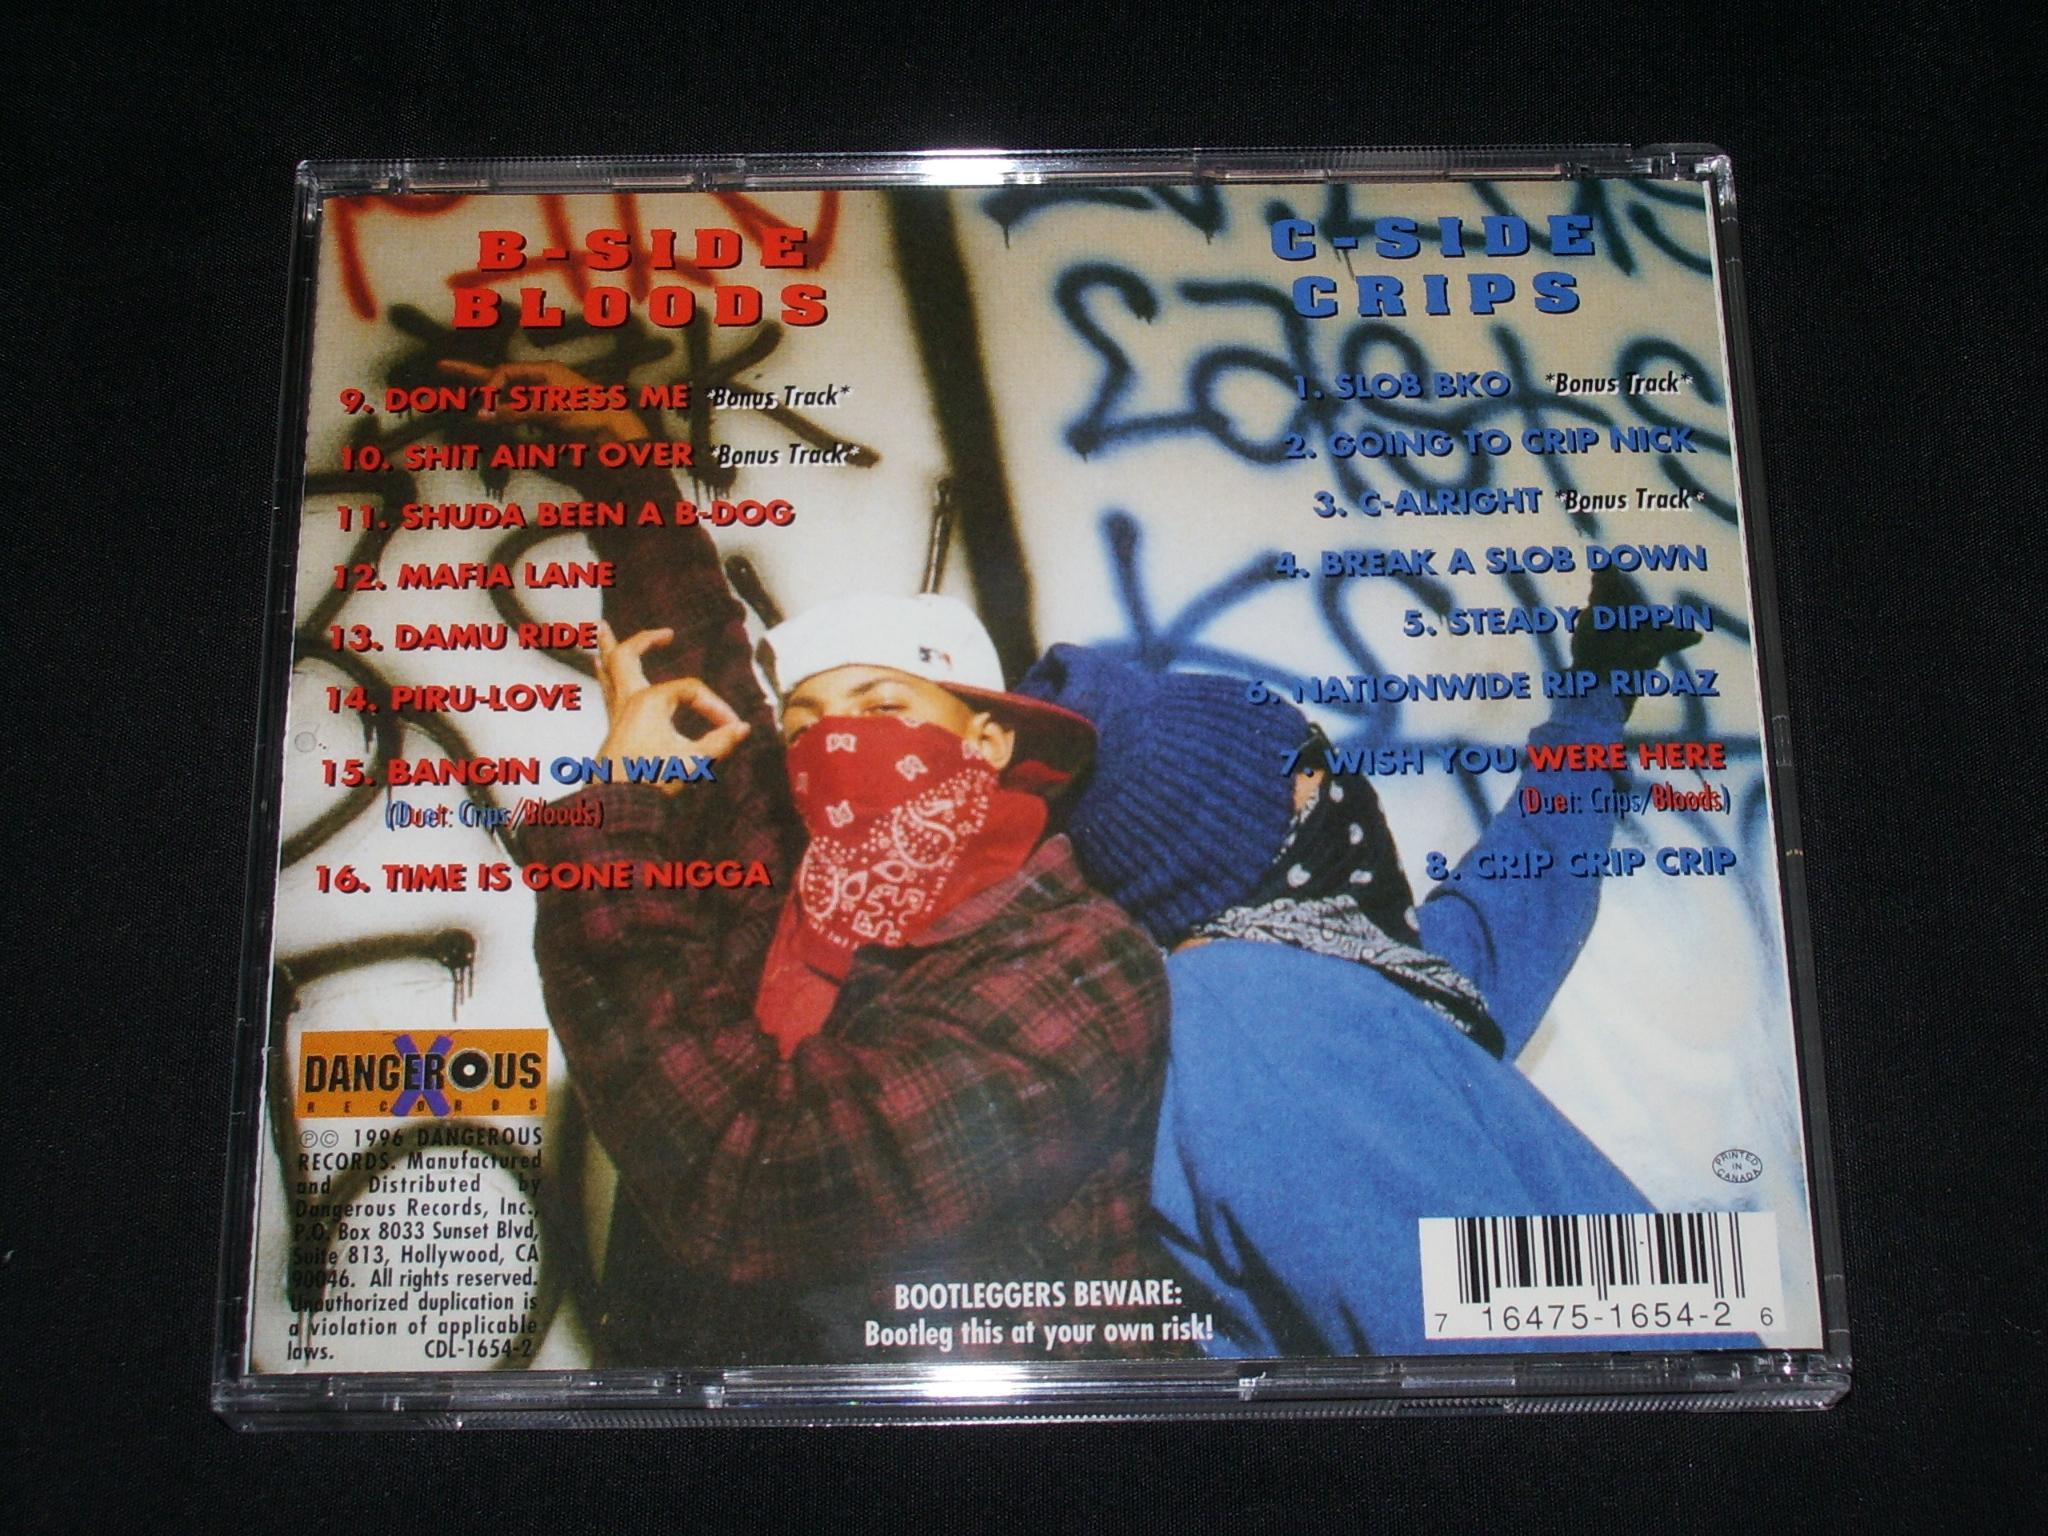 B-SIDE
BLOODS
9. DON'T STRESS ME *Bonus Track*
10. SHIT AIN'T OVER *Bonus Track*
11. SHUDA BEEN A B-DOG
12. MAFIA LANE
13. DAMU RIDE
14. PIRU-LOVE
15. BANGIN ON WAX
(Duet: Crips/Bloods)
16. TIME IS GONE NIGGA
C-SIDE
CRIPS
1. SLOB BKO *Bonus Track*
2. GOING TO CRIP NICK
3. C-ALRIGHT *Bonus Track*
4. BREAK A SLOB DOWN
5. STEADY DIPPIN
6. NATIONWIDE RIP RIDAZ
7. WISH YOU WERE HERE
(Duet: Crips/Bloods)
8. CRIP CRIP CRIP
DANGEROUS
RECORDS
℗© 1996 DANGEROUS
RECORDS. Manufactured
and Distributed by
Dangerous Records, Inc.,
P.O. Box 8033 Sunset Blvd,
Suite 813, Hollywood, CA
90046. All rights reserved.
Unauthorized duplication is
a violation of applicable
laws. CDL-1654-2
BOOTLEGGERS BEWARE:
Bootleg this at your own risk!
PRINTED
IN
CANADA
7 16475-1654-2 6